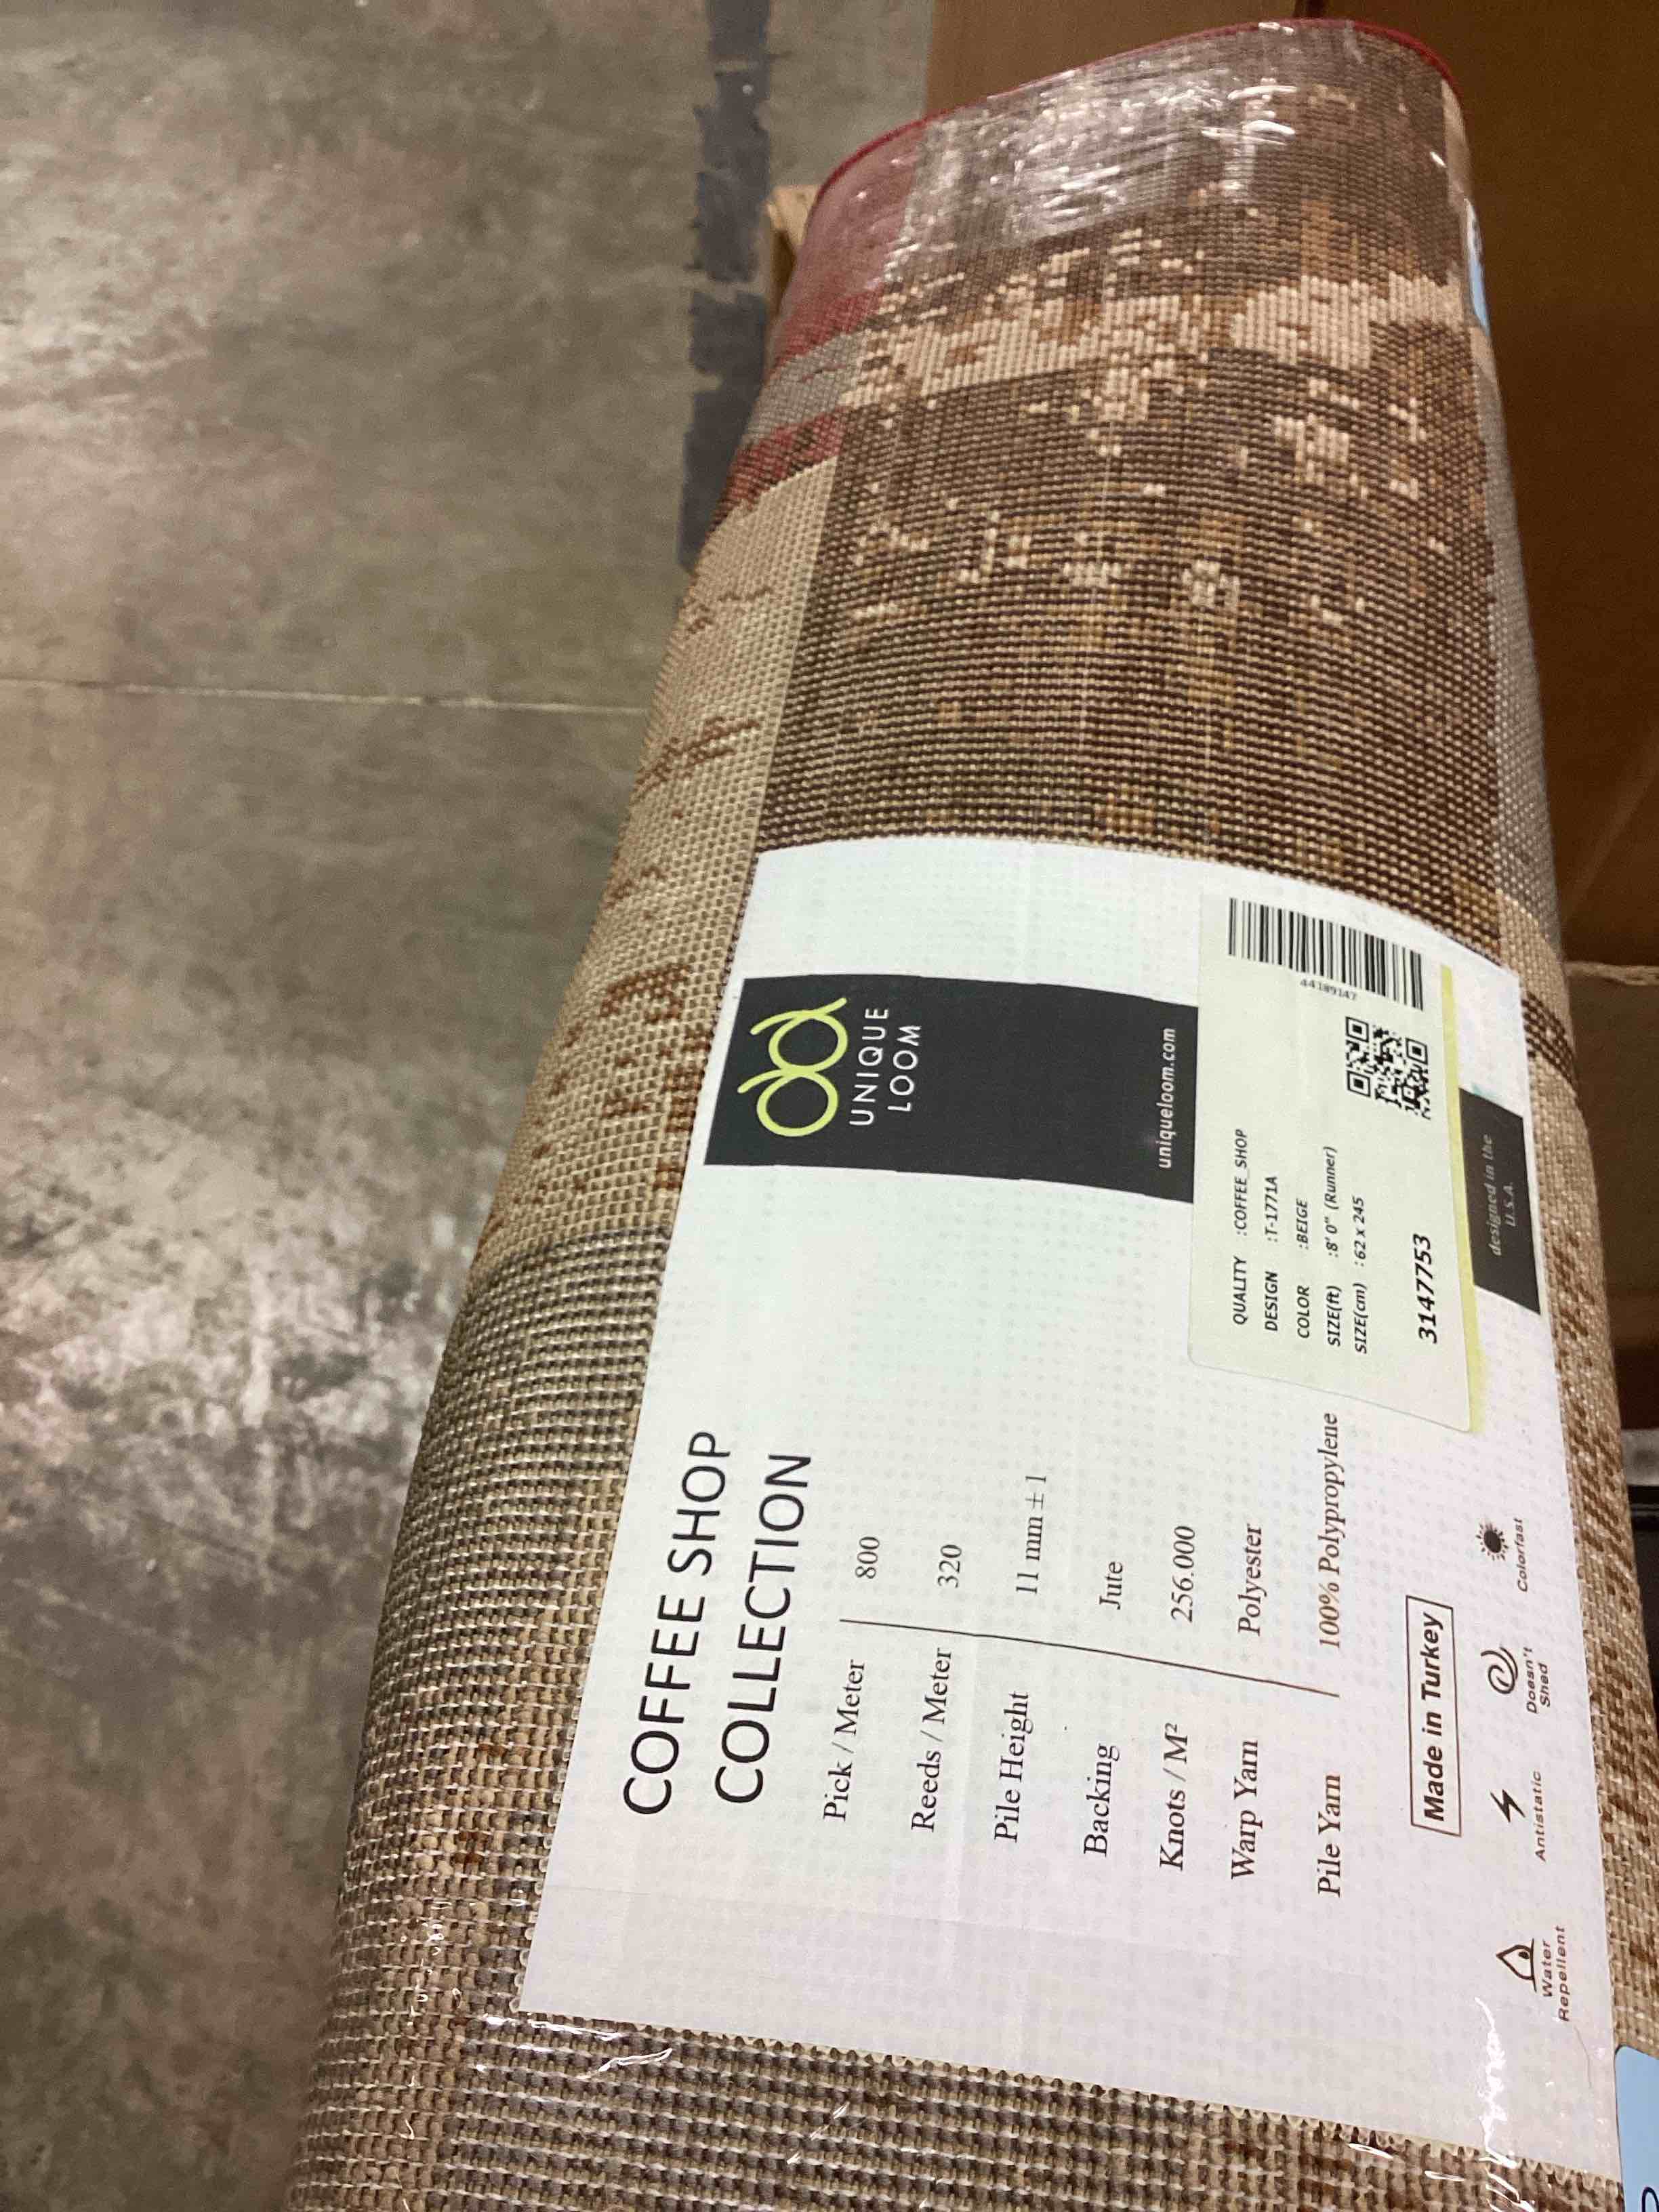 COFFEE SHOP
COLLECTION
Pick / Meter 800
Reeds / Meter 320
Pile Height 11 mm ± 1
Backing Jute
Knots / M² 256.000
Warp Yarn Polyester
Pile Yarn 100% Polypropylene
Made in Turkey
Water
Repellent
Antistatic
Doesn't
Shed
Colorfast
UNIQUE
LOOM
uniqueloom.com
QUALITY :COFFEE_SHOP
DESIGN :T-1771A
COLOR :BEIGE
SIZE(ft) :8' 0" (Runner)
SIZE(cm) :62 x 245
3147753
44189147
designed in the
U.S.A.